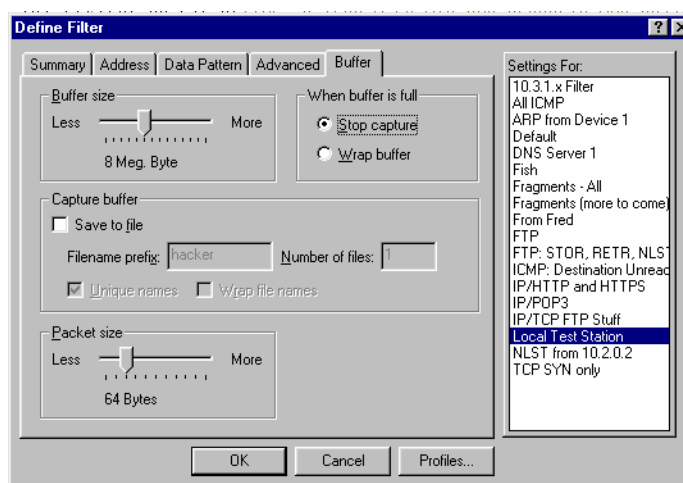 Define Filter
Summary Address Data Pattern Advanced Buffer
Buffer size
Less More
8 Meg. Byte
When buffer is full
Stop capture
Wrap buffer
Capture buffer
Save to file
Filename prefix: hacker Number of files: 1
Unique names Wrap file names
Packet size
Less More
64 Bytes
Settings For:
10.3.1.x Filter
All ICMP
ARP from Device 1
Default
DNS Server 1
Fish
Fragments - All
Fragments (more to come)
From Fred
FTP
FTP: STOR, RETR, NLST
ICMP: Destination Unreac
IP/HTTP and HTTPS
IP/POP3
IP/TCP FTP Stuff
Local Test Station
NLST from 10.2.0.2
TCP SYN only
OK Cancel Profiles...